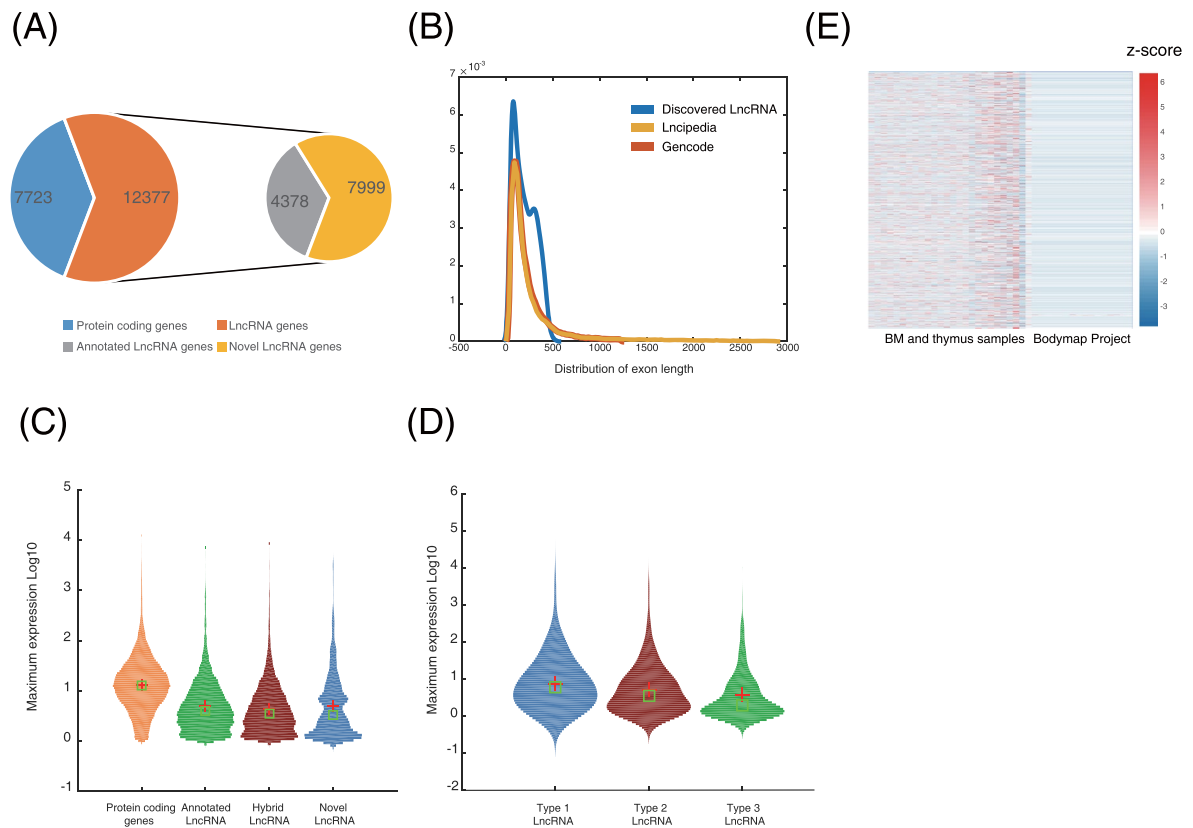 (A)
7723
12377
4378
7999
Protein coding genes
LncRNA genes
Annotated LncRNA genes
Novel LncRNA genes
(B)
7 ×10⁻³
6
5
4
3
2
1
0
-500
0
500
1000
1500
2000
2500
3000
Distribution of exon length
Discovered LncRNA
Lncipedia
Gencode
(E)
z-score
6
5
4
3
2
1
0
-1
-2
-3
BM and thymus samples
Bodymap Project
(C)
Maximum expression Log10
5
4
3
2
1
0
-1
Protein coding
genes
Annotated
LncRNA
Hybrid
LncRNA
Novel
LncRNA
(D)
Maximum expression Log10
6
5
4
3
2
1
0
-1
-2
Type 1
LncRNA
Type 2
LncRNA
Type 3
LncRNA